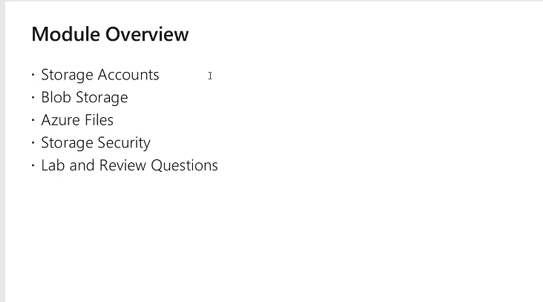 Module Overview
· Storage Accounts
· Blob Storage
· Azure Files
· Storage Security
· Lab and Review Questions